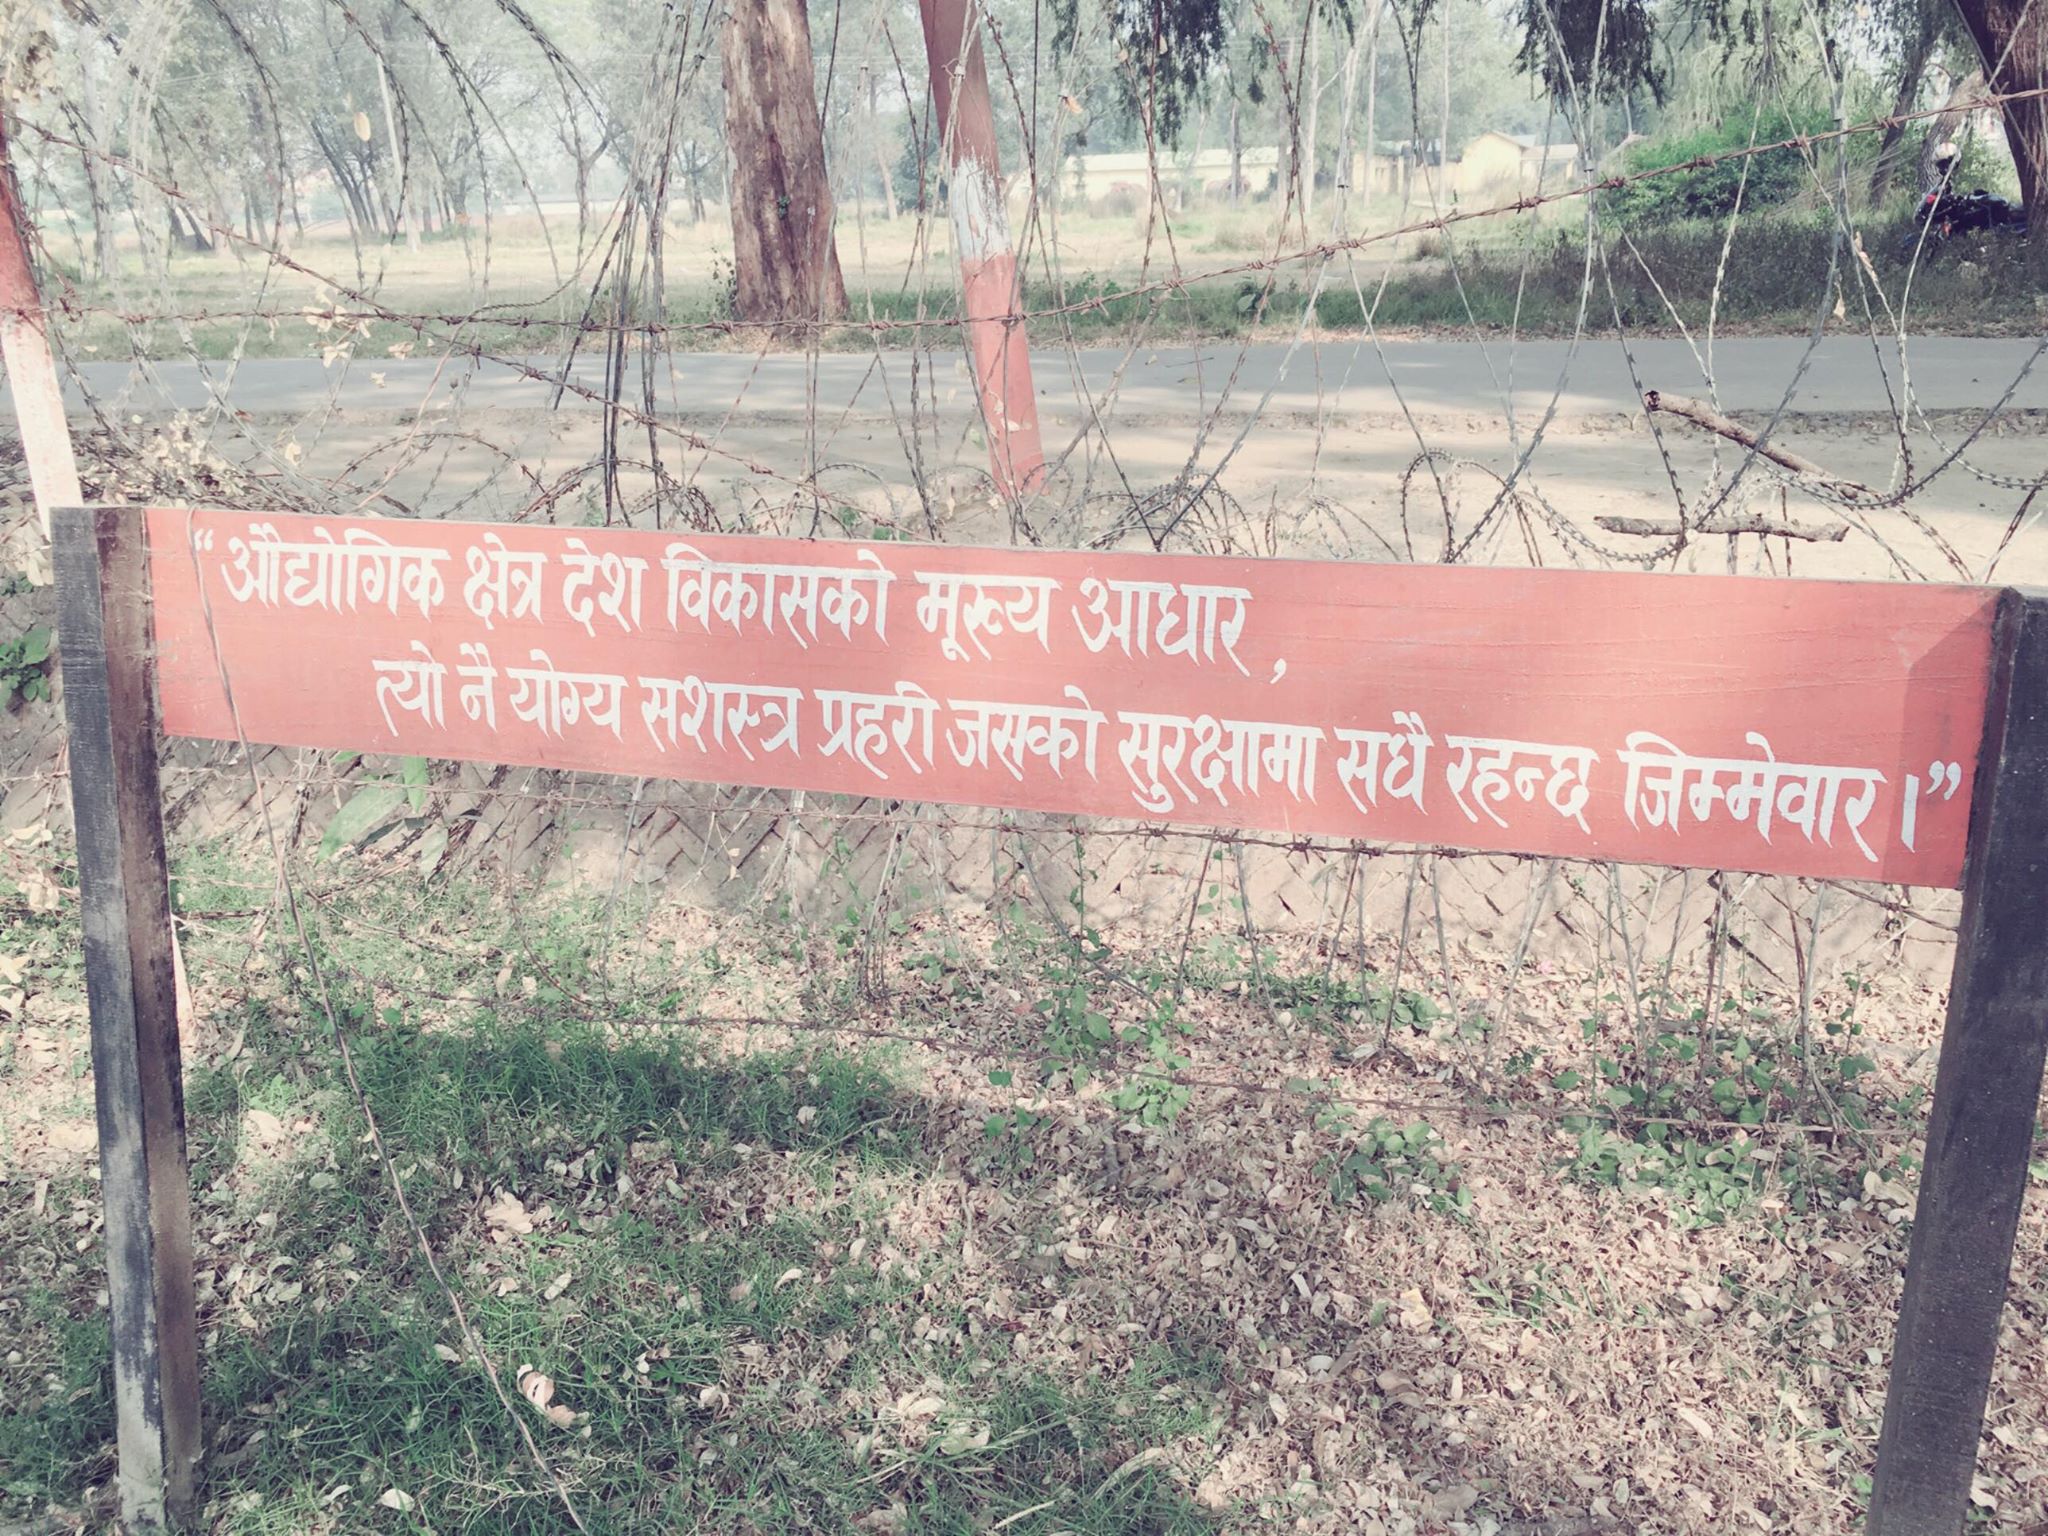 “औद्योगिक क्षेत्र देश विकासको मूख्य आधार,
त्यो नै योग्य सशस्त्र प्रहरी जसको सुरक्षामा सधै रहन्छ जिम्मेवार।”